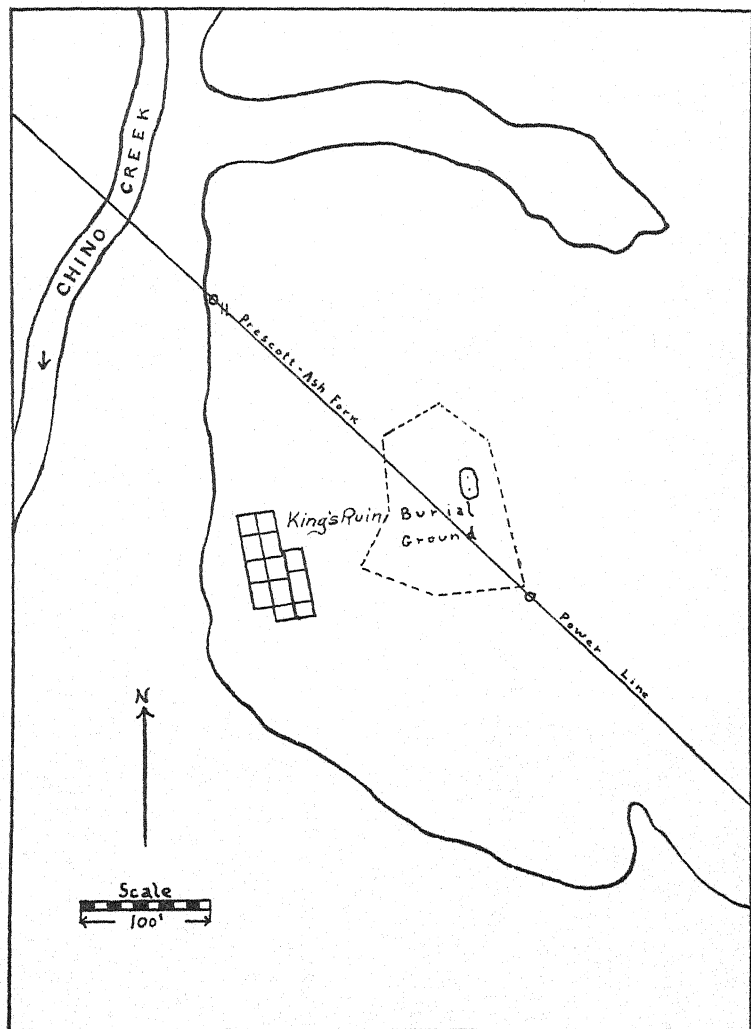 CHINO CREEK
Prescott-Ash Fork
King's Ruin
Burial
Ground
Power Line
N
Scale
100'